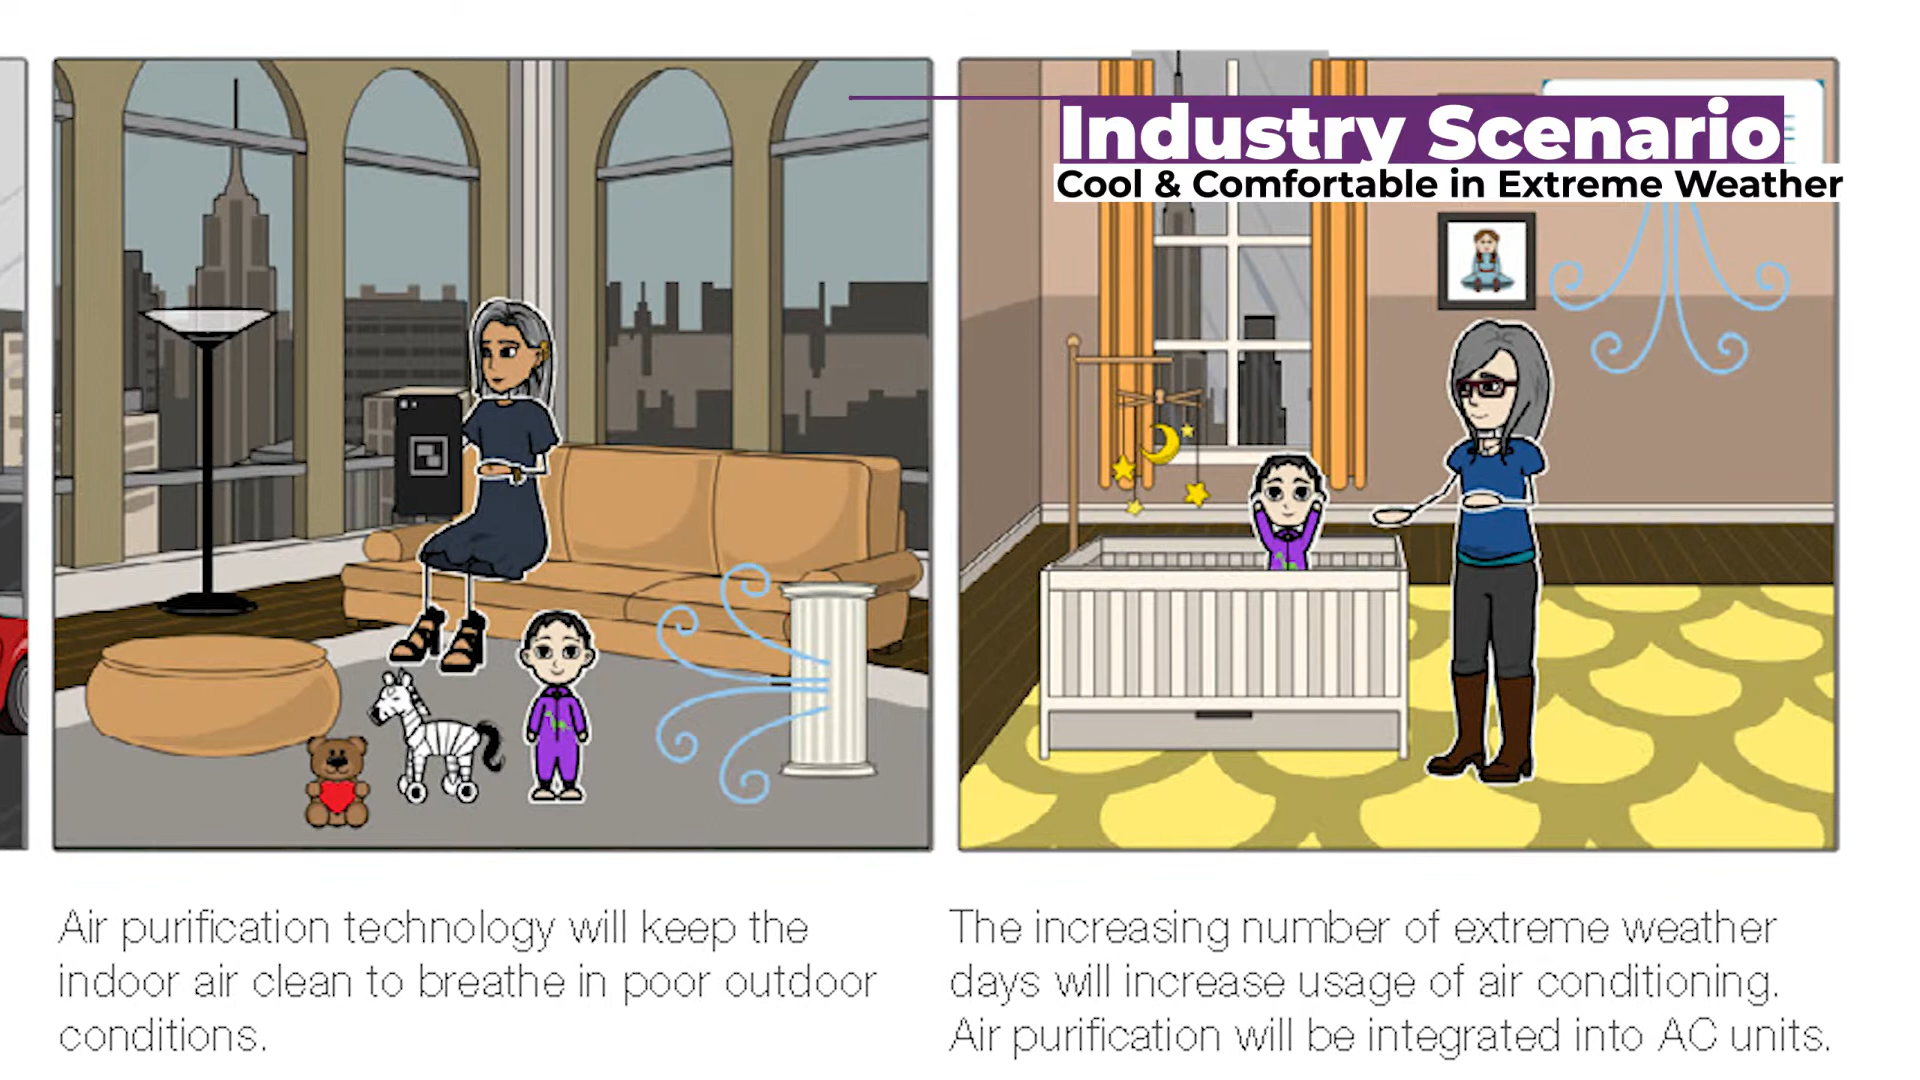 Industry Scenario
Cool & Comfortable in Extreme Weather
Air purification technology will keep the
indoor air clean to breathe in poor outdoor
conditions.
The increasing number of extreme weather
days will increase usage of air conditioning.
Air purification will be integrated into AC units.